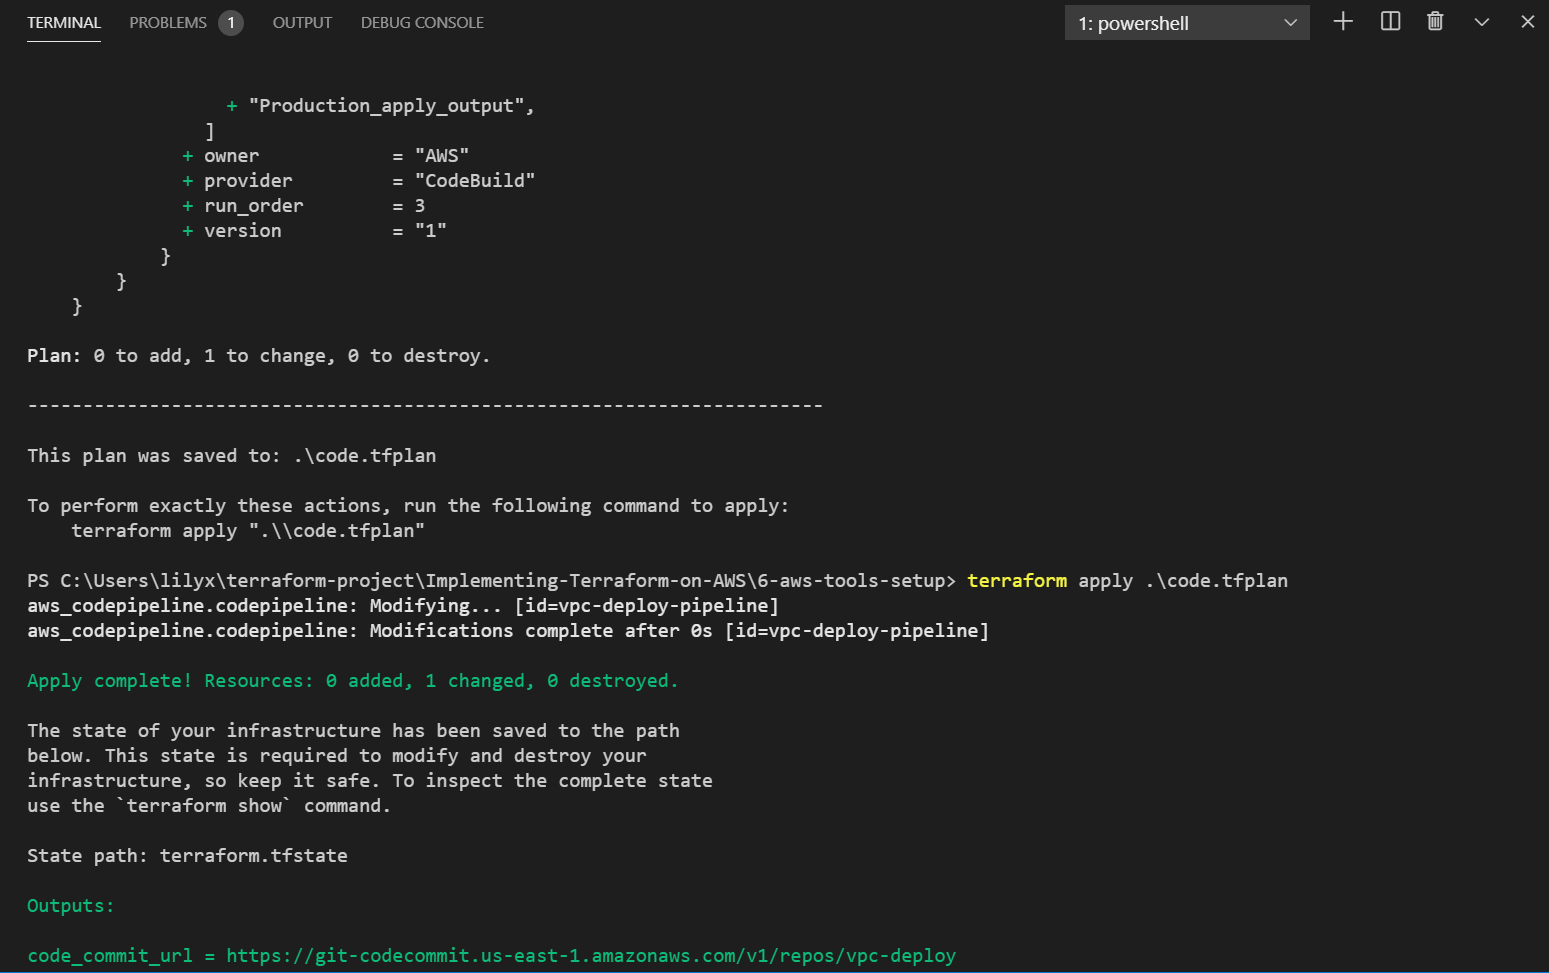 TERMINAL PROBLEMS 1 OUTPUT DEBUG CONSOLE 1: powershell
+ "Production_apply_output",
]
+ owner = "AWS"
+ provider = "CodeBuild"
+ run_order = 3
+ version = "1"
}
}
}
Plan: 0 to add, 1 to change, 0 to destroy.
------------------------------------------------------------------------
This plan was saved to: .\code.tfplan
To perform exactly these actions, run the following command to apply:
terraform apply ".\\code.tfplan"
PS C:\Users\lilyx\terraform-project\Implementing-Terraform-on-AWS\6-aws-tools-setup> terraform apply .\code.tfplan
aws_codepipeline.codepipeline: Modifying... [id=vpc-deploy-pipeline]
aws_codepipeline.codepipeline: Modifications complete after 0s [id=vpc-deploy-pipeline]
Apply complete! Resources: 0 added, 1 changed, 0 destroyed.
The state of your infrastructure has been saved to the path
below. This state is required to modify and destroy your
infrastructure, so keep it safe. To inspect the complete state
use the `terraform show` command.
State path: terraform.tfstate
Outputs:
code_commit_url = https://git-codecommit.us-east-1.amazonaws.com/v1/repos/vpc-deploy